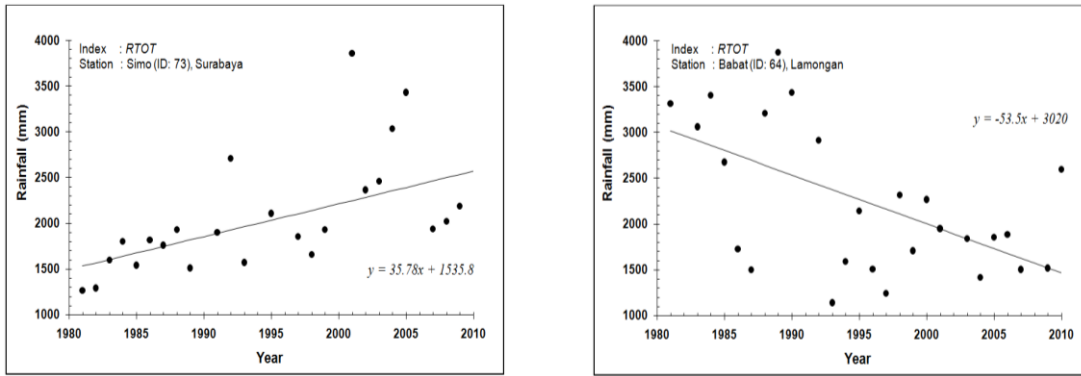 4000
3500
3000
2500
2000
1500
1000
Rainfall (mm)
Index : RTOT
Station : Simo (ID: 73), Surabaya
y = 35.78x + 1535.8
1980 1985 1990 1995 2000 2005 2010
Year
4000
3500
3000
2500
2000
1500
1000
Rainfall (mm)
Index : RTOT
Station : Babat (ID: 64), Lamongan
y = -53.5x + 3020
1980 1985 1990 1995 2000 2005 2010
Year